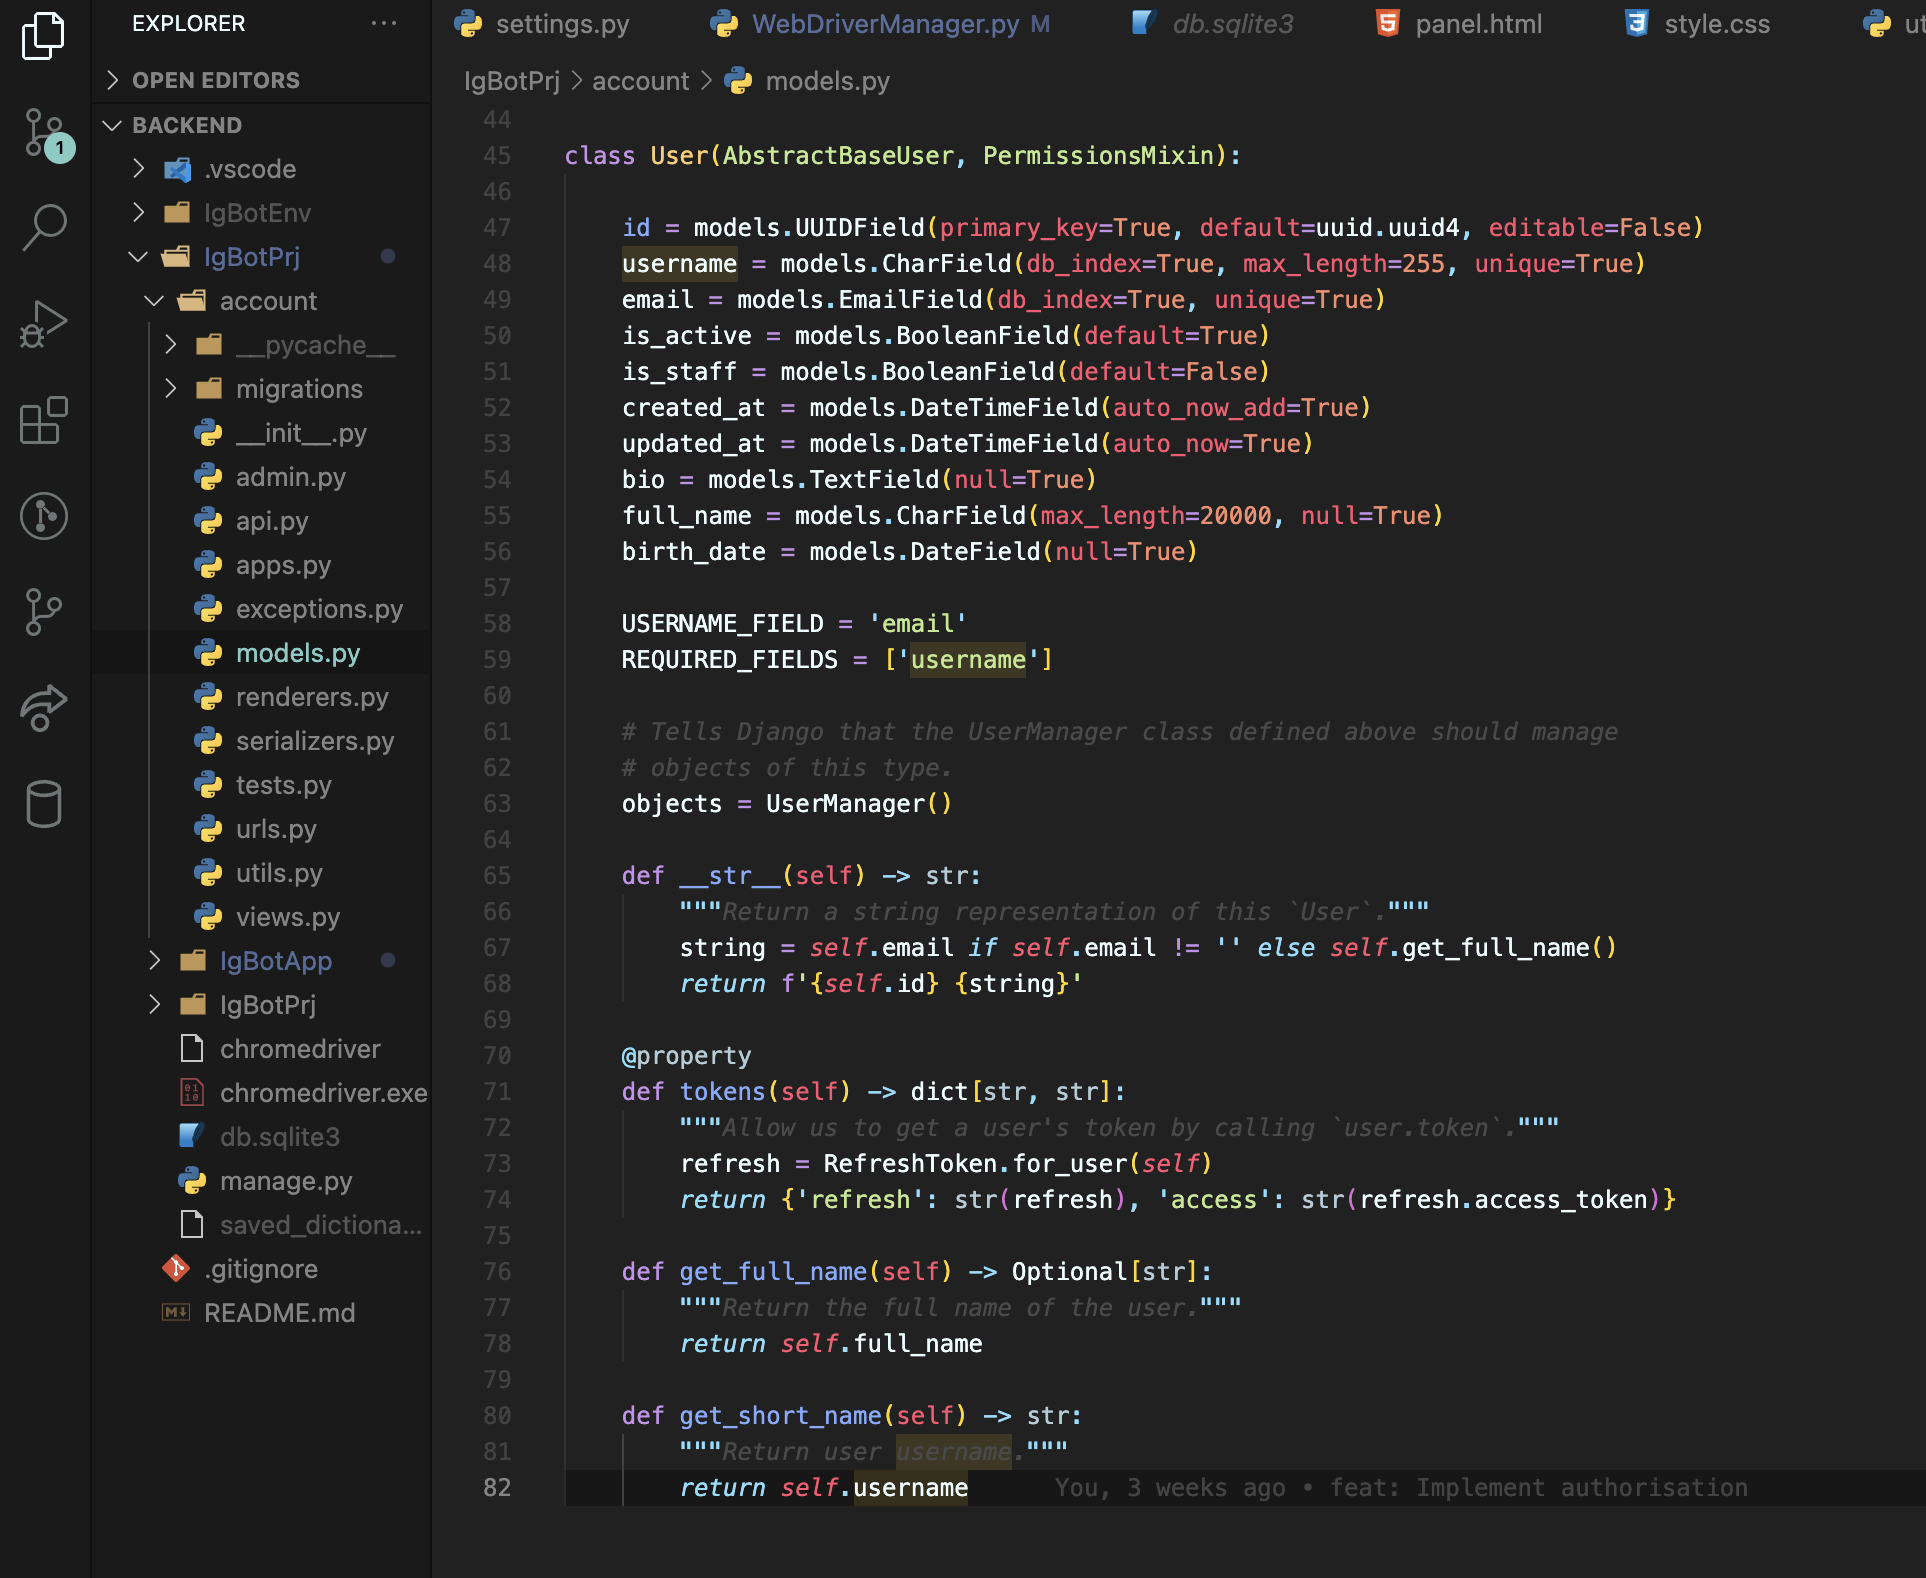 EXPLORER
···
OPEN EDITORS
BACKEND
.vscode
IgBotEnv
IgBotPrj
account
__pycache__
migrations
__init__.py
admin.py
api.py
apps.py
exceptions.py
models.py
renderers.py
serializers.py
tests.py
urls.py
utils.py
views.py
IgBotApp
IgBotPrj
chromedriver
chromedriver.exe
db.sqlite3
manage.py
saved_dictiona...
.gitignore
README.md
1
settings.py WebDriverManager.py M db.sqlite3 panel.html style.css ut
IgBotPrj > account > models.py
44
45 class User(AbstractBaseUser, PermissionsMixin):
46
47 id = models.UUIDField(primary_key=True, default=uuid.uuid4, editable=False)
48 username = models.CharField(db_index=True, max_length=255, unique=True)
49 email = models.EmailField(db_index=True, unique=True)
50 is_active = models.BooleanField(default=True)
51 is_staff = models.BooleanField(default=False)
52 created_at = models.DateTimeField(auto_now_add=True)
53 updated_at = models.DateTimeField(auto_now=True)
54 bio = models.TextField(null=True)
55 full_name = models.CharField(max_length=20000, null=True)
56 birth_date = models.DateField(null=True)
57
58 USERNAME_FIELD = 'email'
59 REQUIRED_FIELDS = ['username']
60
61 # Tells Django that the UserManager class defined above should manage
62 # objects of this type.
63 objects = UserManager()
64
65 def __str__(self) -> str:
66 """Return a string representation of this `User`."""
67 string = self.email if self.email != '' else self.get_full_name()
68 return f'{self.id} {string}'
69
70 @property
71 def tokens(self) -> dict[str, str]:
72 """Allow us to get a user's token by calling `user.token`."""
73 refresh = RefreshToken.for_user(self)
74 return {'refresh': str(refresh), 'access': str(refresh.access_token)}
75
76 def get_full_name(self) -> Optional[str]:
77 """Return the full name of the user."""
78 return self.full_name
79
80 def get_short_name(self) -> str:
81 """Return user username."""
82 return self.username You, 3 weeks ago • feat: Implement authorisation